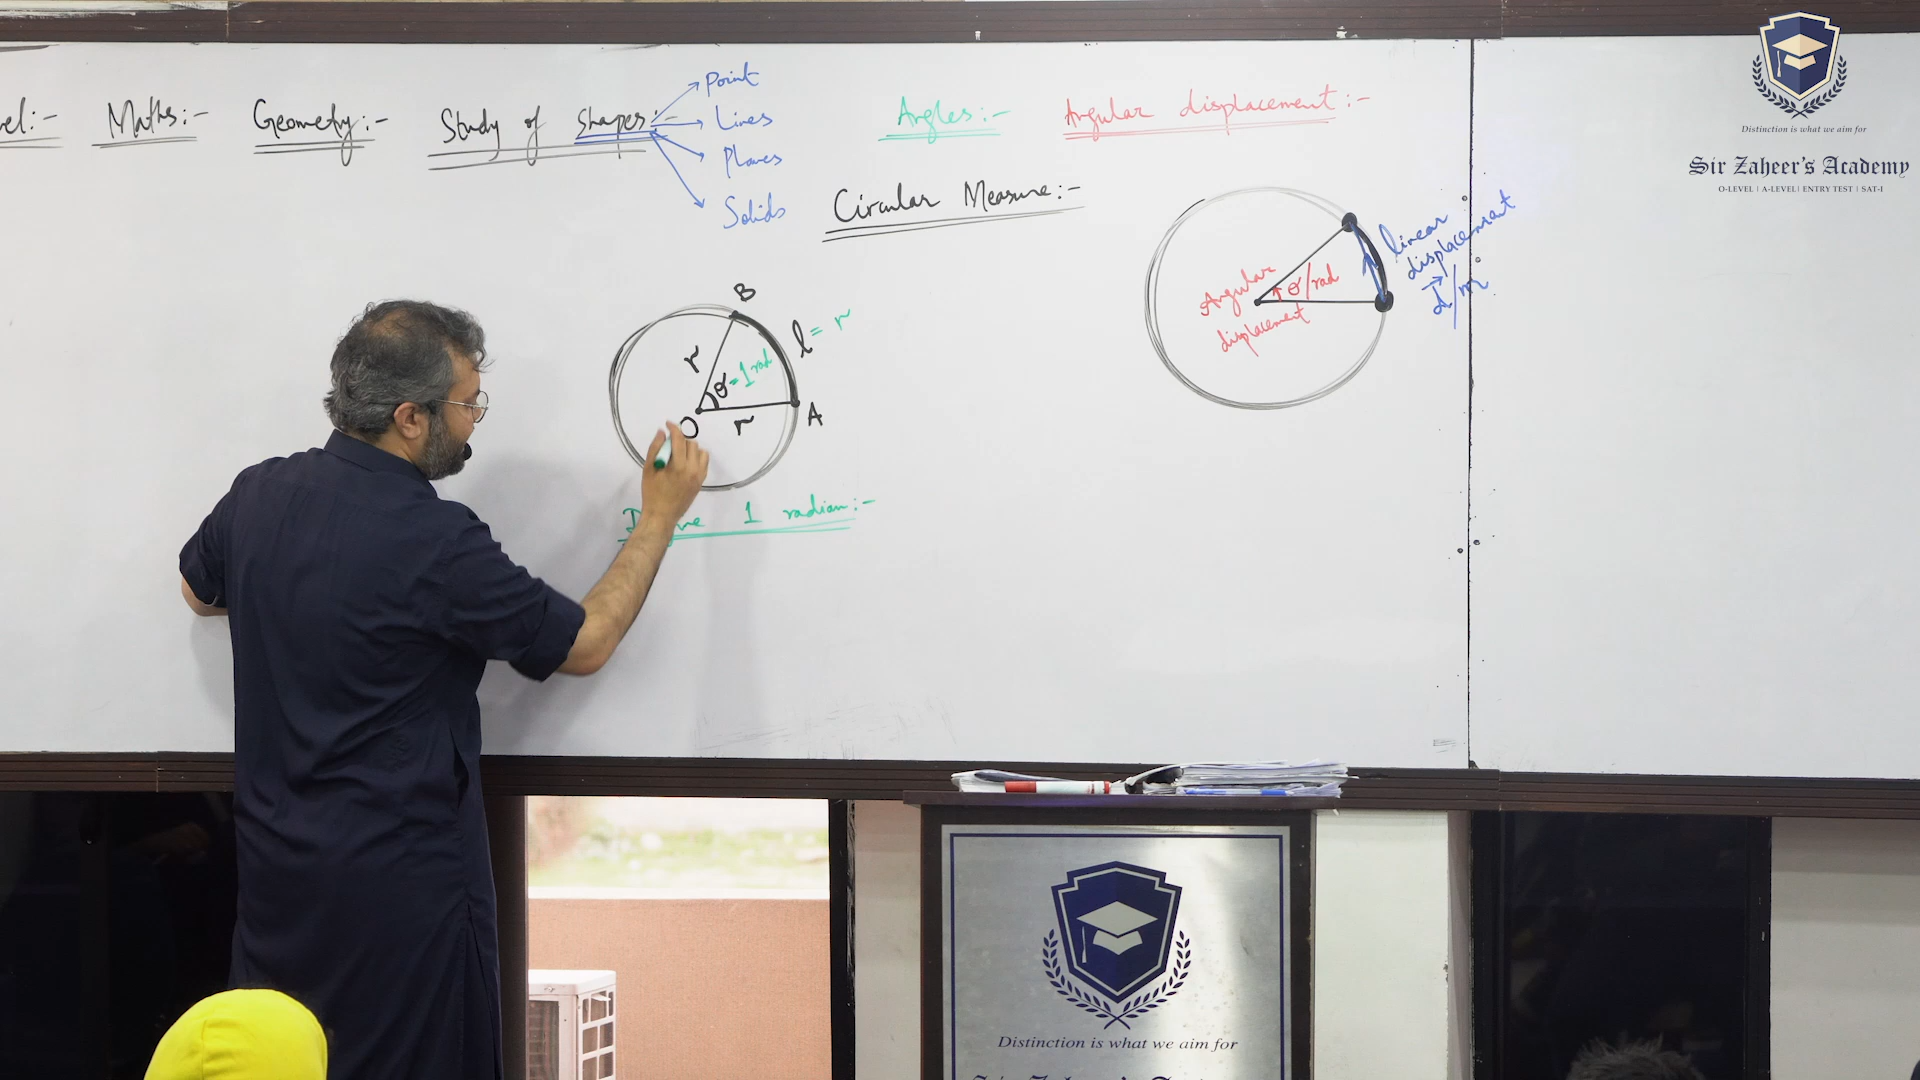 Maths:- Geometry:- Study of shapes:-
Point
Lines
Planes
Solids
Angles:- Angular displacement:-
Circular Measure:-
B
r
θ = 1 rad
l = r
O
r
A
1 radian:-
Angular
displacement
θ/rad
linear
displacement
d/m
Distinction is what we aim for
Sir Zaheer's Academy
O-LEVEL | A-LEVEL | ENTRY TEST | SAT-I
Distinction is what we aim for